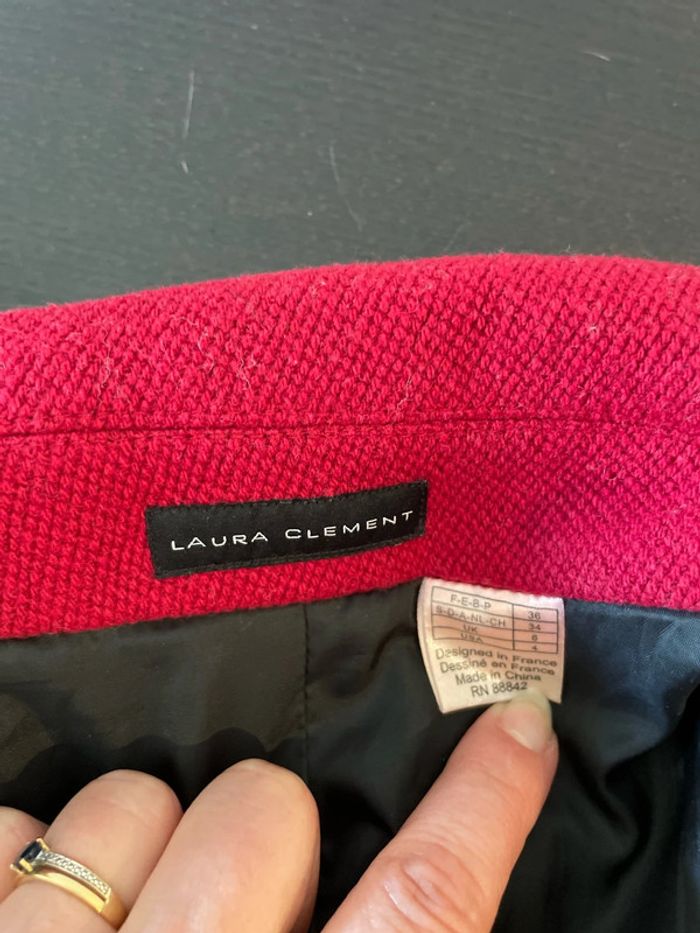 LAURA CLEMENT
F-E-B-P 36
S-D-A-NL-CH 34
UK 6
USA 4
Designed in France
Dessiné en France
Made in China
RN 88842